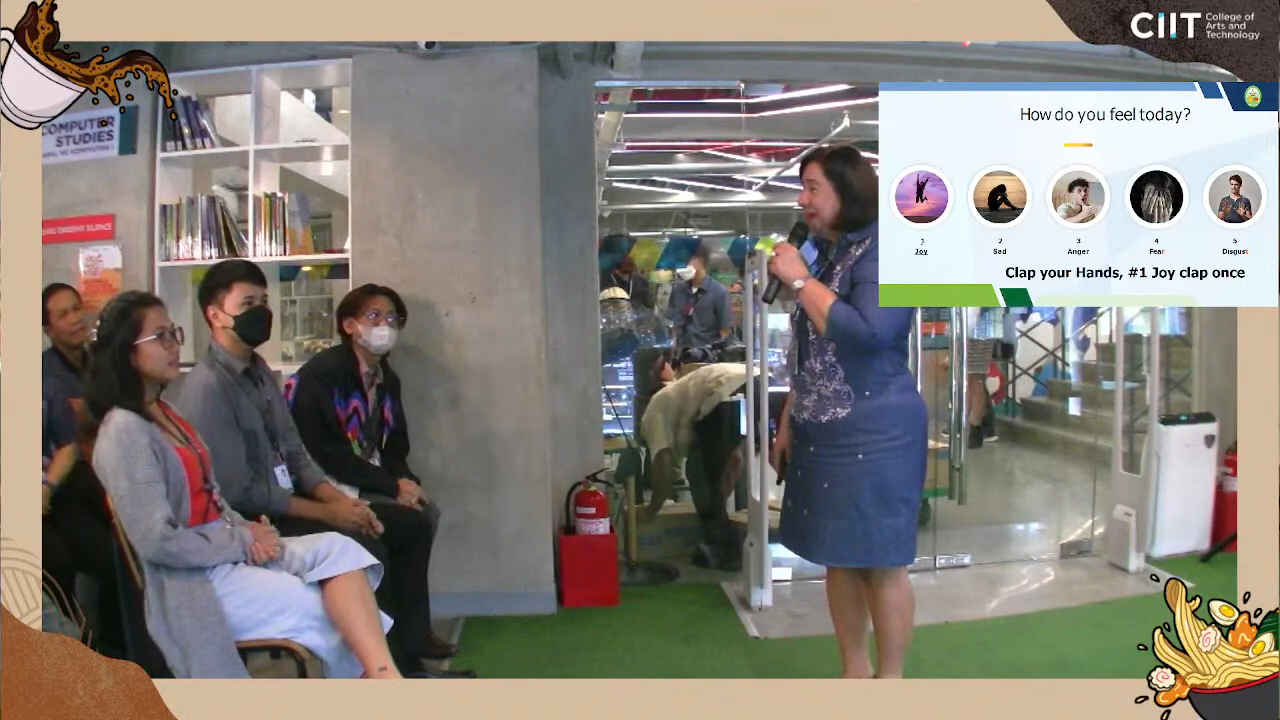 CIIT
College of
Arts and
Technology
COMPUTER
STUDIES
How do you feel today?
1
Joy
2
Sad
3
Anger
4
Fear
5
Disgust
Clap your Hands, #1 Joy clap once
SILENCE